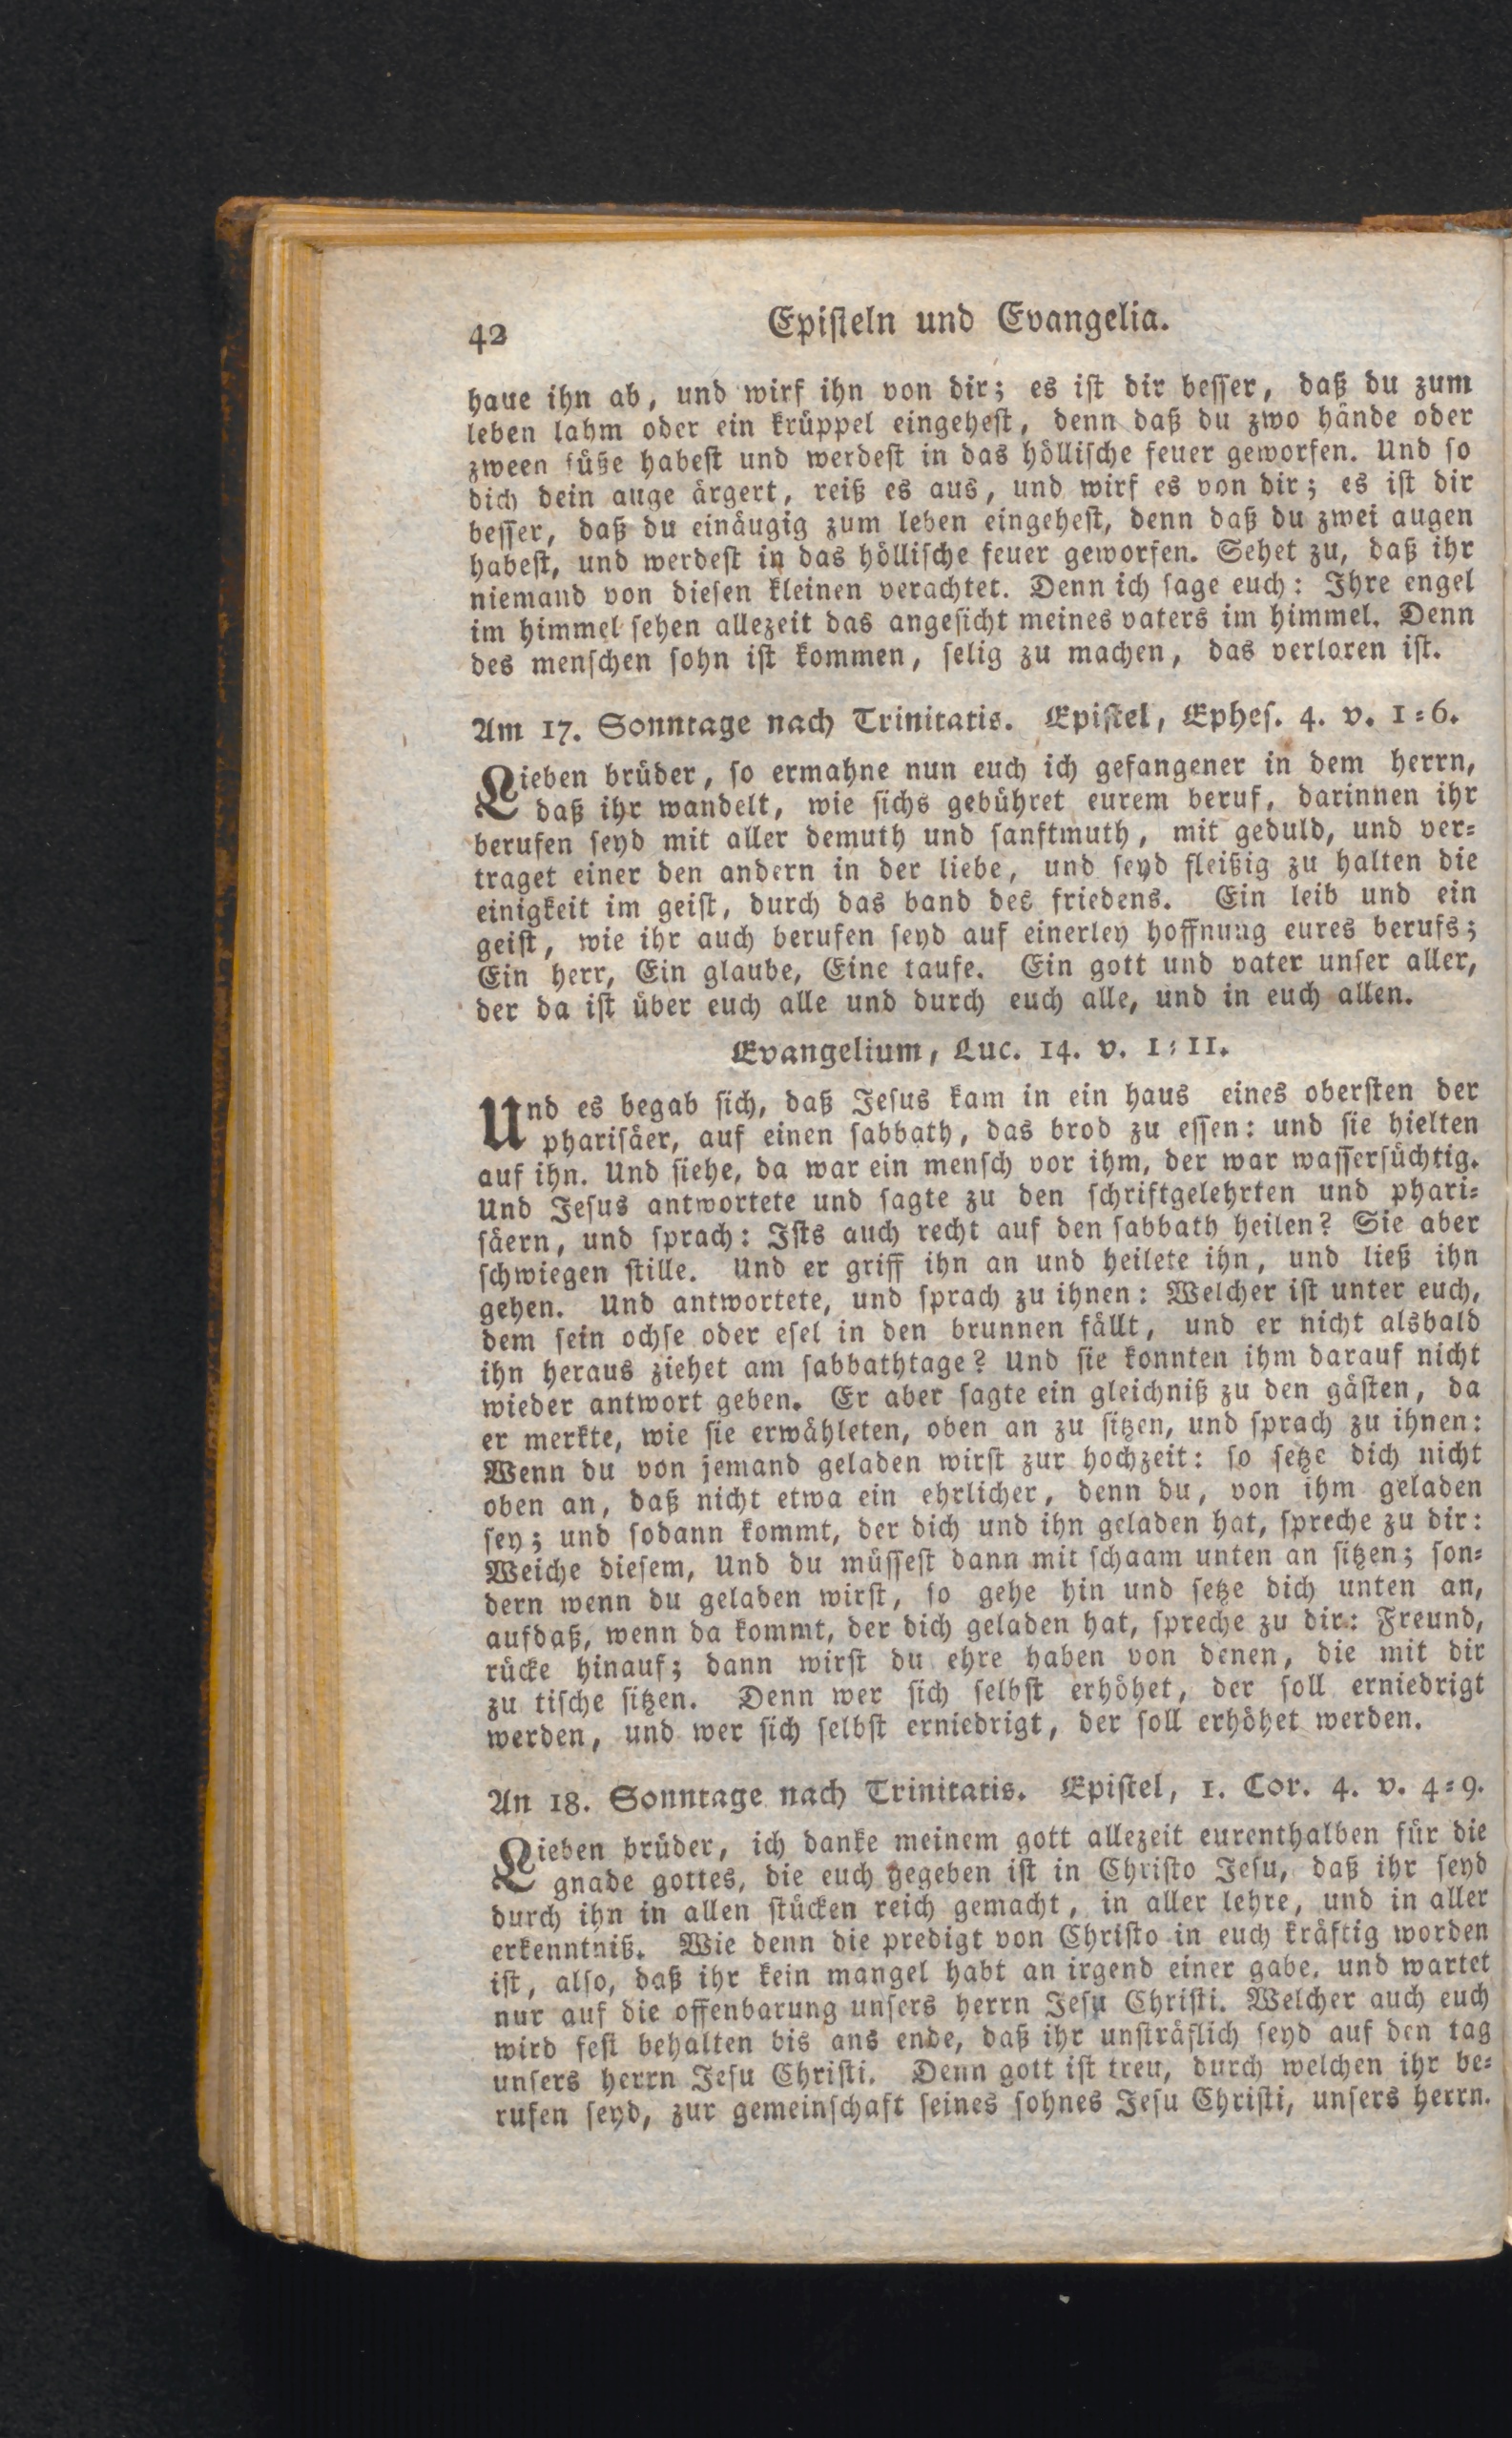 42
Episteln und Evangelia.
haue ihn ab, und wirf ihn von dir; es ist dir besser, daß du zum
leben lahm oder ein krüppel eingehest, denn daß du zwo hände oder
zween füße habest und werdest in das höllische feuer geworfen. Und so
dich dein auge ärgert, reiß es aus, und wirf es von dir; es ist dir
besser, daß du einäugig zum leben eingehest, denn daß du zwei augen
habest, und werdest in das höllische feuer geworfen. Sehet zu, daß ihr
niemand von diesen kleinen verachtet. Denn ich sage euch: Ihre engel
im himmel sehen allezeit das angesicht meines vaters im himmel. Denn
des menschen sohn ist kommen, selig zu machen, das verloren ist.
Am 17. Sonntage nach Trinitatis. Epistel, Ephes. 4. v. 1=6.
Lieben brüder, so ermahne nun euch ich gefangener in dem herrn,
daß ihr wandelt, wie sichs gebühret eurem beruf, darinnen ihr
berufen seyd mit aller demuth und sanftmuth, mit geduld, und ver=
traget einer den andern in der liebe, und seyd fleißig zu halten die
einigkeit im geist, durch das band des friedens. Ein leib und ein
geist, wie ihr auch berufen seyd auf einerley hoffnung eures berufs;
Ein herr, Ein glaube, Eine taufe. Ein gott und vater unser aller,
der da ist über euch alle und durch euch alle, und in euch allen.
Evangelium, Luc. 14. v. 1=11.
Und es begab sich, daß Jesus kam in ein haus eines obersten der
pharisäer, auf einen sabbath, das brod zu essen: und sie hielten
auf ihn. Und siehe, da war ein mensch vor ihm, der war wassersüchtig.
Und Jesus antwortete und sagte zu den schriftgelehrten und phari=
säern, und sprach: Ists auch recht auf den sabbath heilen? Sie aber
schwiegen stille. Und er griff ihn an und heilete ihn, und ließ ihn
gehen. Und antwortete, und sprach zu ihnen: Welcher ist unter euch,
dem sein ochse oder esel in den brunnen fällt, und er nicht alsbald
ihn heraus ziehet am sabbathtage? Und sie konnten ihm darauf nicht
wieder antwort geben. Er aber sagte ein gleichniß zu den gästen, da
er merkte, wie sie erwähleten, oben an zu sitzen, und sprach zu ihnen:
Wenn du von jemand geladen wirst zur hochzeit: so setze dich nicht
oben an, daß nicht etwa ein ehrlicher, denn du, von ihm geladen
sey; und sodann kommt, der dich und ihn geladen hat, spreche zu dir:
Weiche diesem, Und du müssest dann mit schaam unten an sitzen; son=
dern wenn du geladen wirst, so gehe hin und setze dich unten an,
aufdaß, wenn da kommt, der dich geladen hat, spreche zu dir: Freund,
rücke hinauf; dann wirst du ehre haben von denen, die mit dir
zu tische sitzen. Denn wer sich selbst erhöhet, der soll erniedrigt
werden, und wer sich selbst erniedrigt, der soll erhöhet werden.
An 18. Sonntage nach Trinitatis. Epistel, 1. Cor. 4. v. 4=9.
Lieben brüder, ich danke meinem gott allezeit eurenthalben für die
gnade gottes, die euch gegeben ist in Christo Jesu, daß ihr seyd
durch ihn in allen stücken reich gemacht, in aller lehre, und in aller
erkenntniß. Wie denn die predigt von Christo in euch kräftig worden
ist, also, daß ihr kein mangel habt an irgend einer gabe, und wartet
nur auf die offenbarung unsers herrn Jesu Christi. Welcher auch euch
wird fest behalten bis ans ende, daß ihr unsträflich seyd auf den tag
unsers herrn Jesu Christi. Denn gott ist treu, durch welchen ihr be=
rufen seyd, zur gemeinschaft seines sohnes Jesu Christi, unsers herrn.